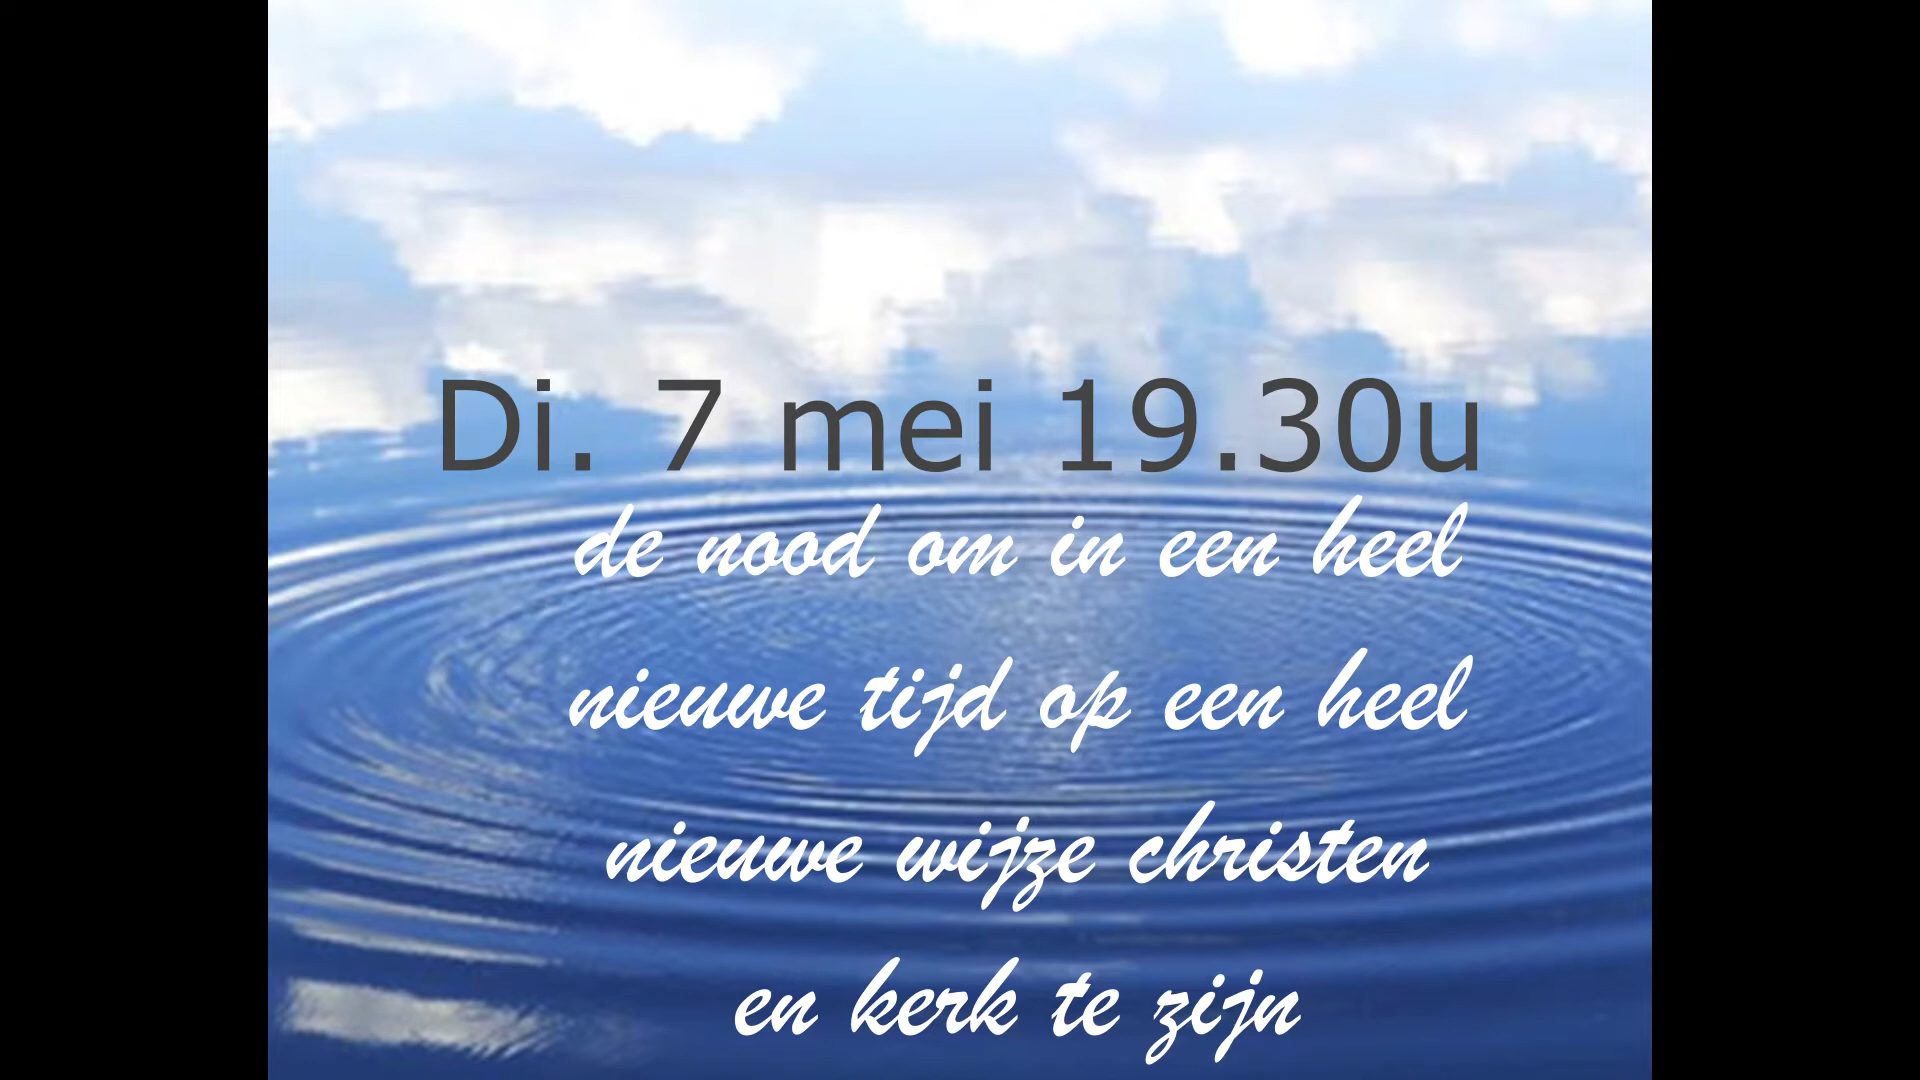 Di. 7 mei 19.30u
de nood om in een heel
nieuwe tijd op een heel
nieuwe wijze christen
en kerk te zijn